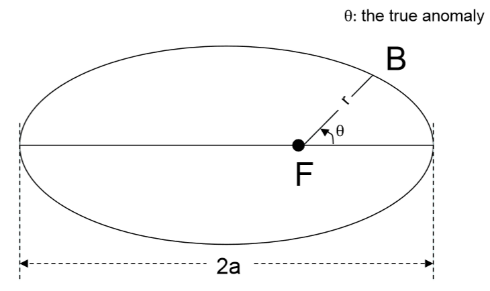 θ: the true anomaly
B
r
θ
F
2a